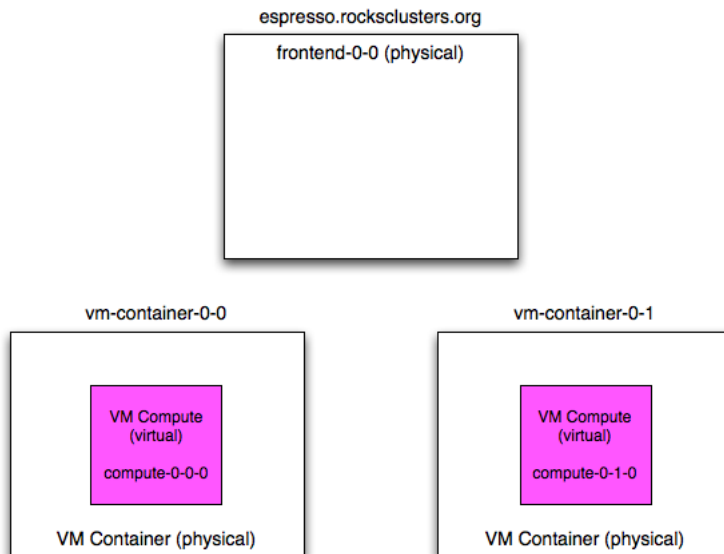 espresso.rocksclusters.org
frontend-0-0 (physical)
vm-container-0-0
vm-container-0-1
VM Compute
(virtual)
compute-0-0-0
VM Container (physical)
VM Compute
(virtual)
compute-0-1-0
VM Container (physical)